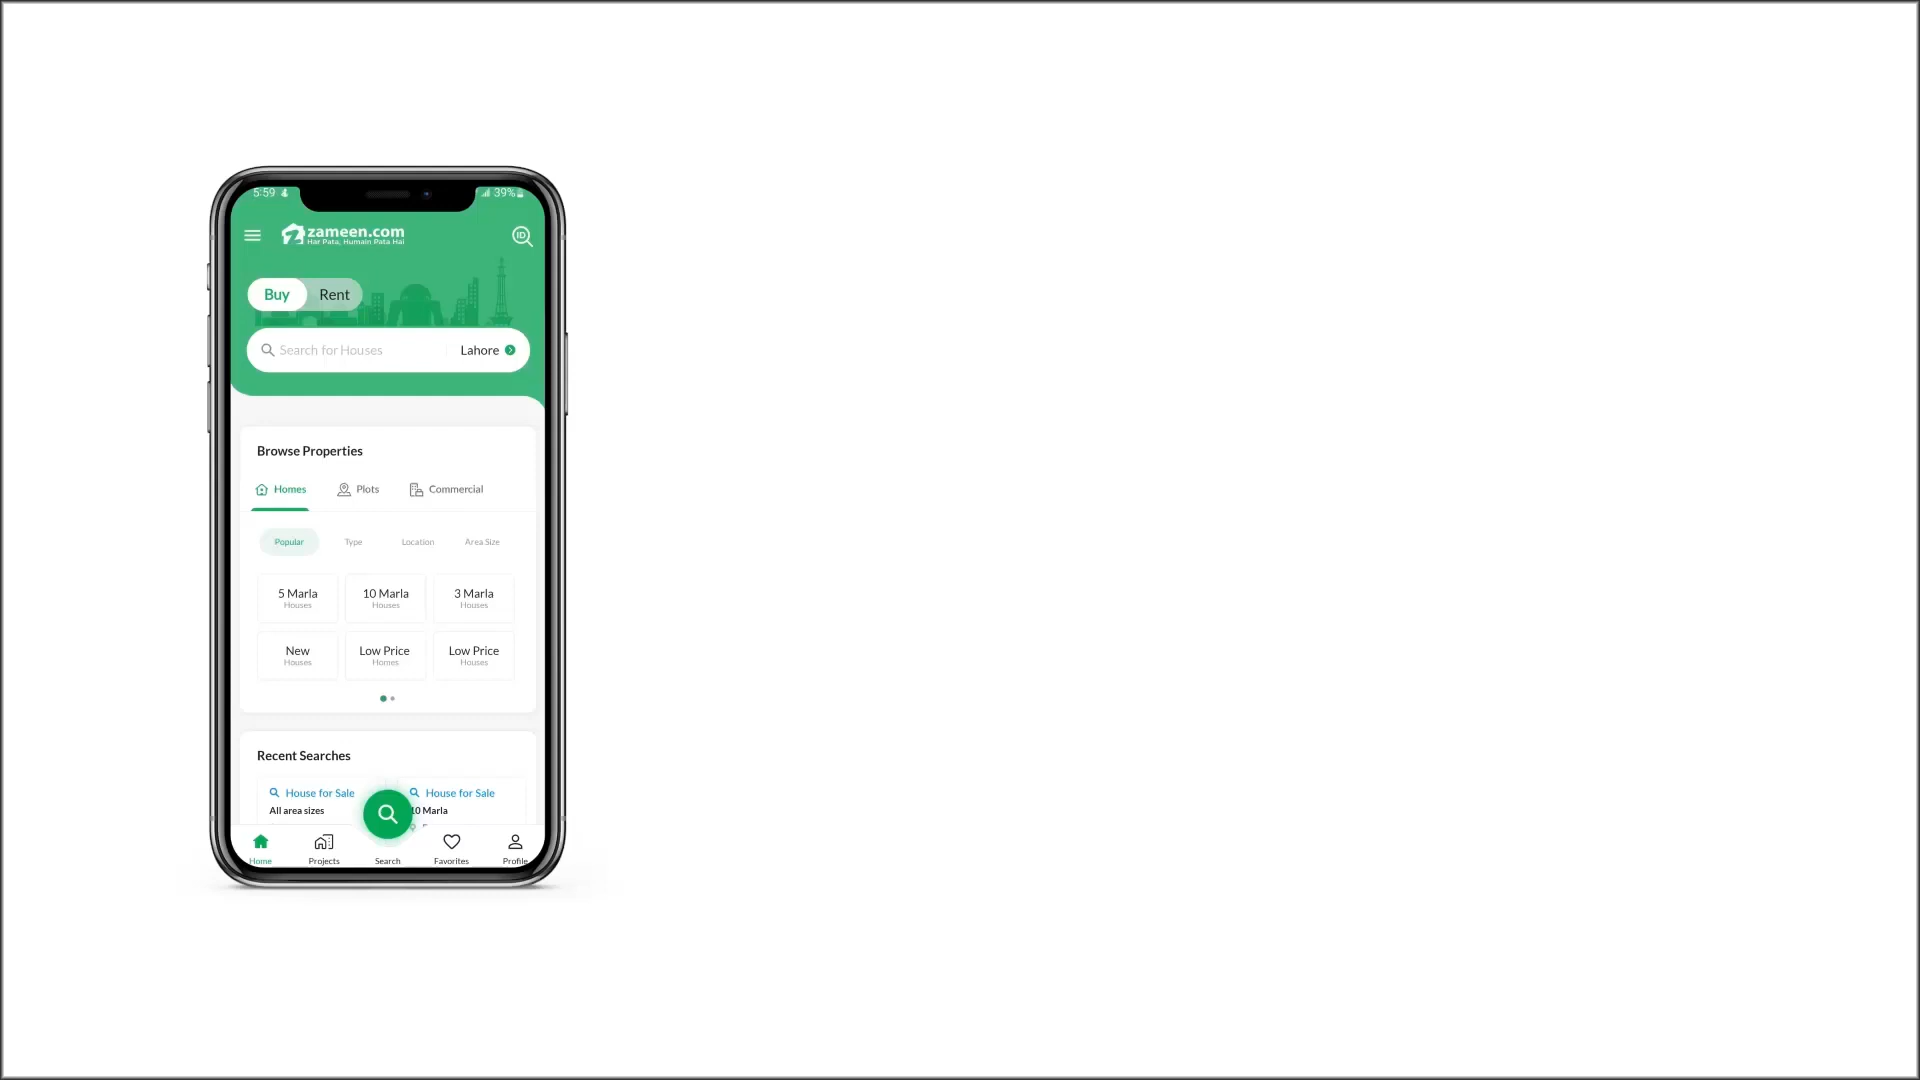 5:59 39%
zameen.com
Har Pata, Humain Pata Hai
ID
Buy Rent
Search for Houses Lahore
Browse Properties
Homes Plots Commercial
Popular Type Location Area Size
5 Marla 10 Marla 3 Marla
Houses Houses Houses
New Low Price Low Price
Houses Homes Houses
Recent Searches
House for Sale House for Sale
All area sizes 10 Marla
Home Projects Search Favorites Profile